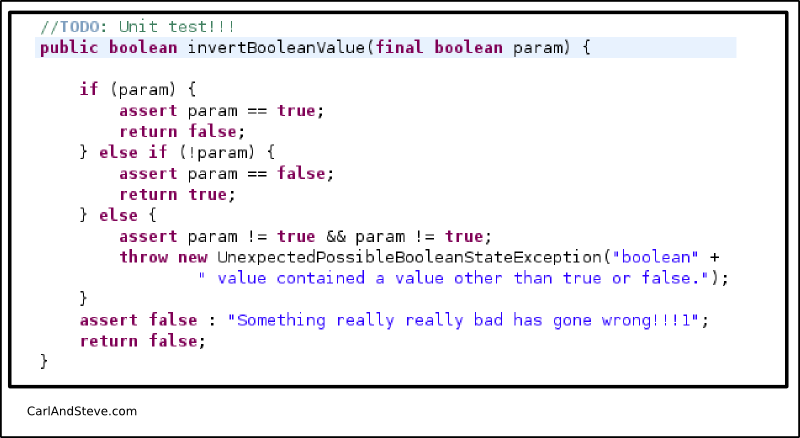 //TODO: Unit test!!!
public boolean invertBooleanValue(final boolean param) {
if (param) {
assert param == true;
return false;
} else if (!param) {
assert param == false;
return true;
} else {
assert param != true && param != true;
throw new UnexpectedPossibleBooleanStateException("boolean" +
" value contained a value other than true or false.");
}
assert false : "Something really really bad has gone wrong!!!1";
return false;
}
CarlAndSteve.com